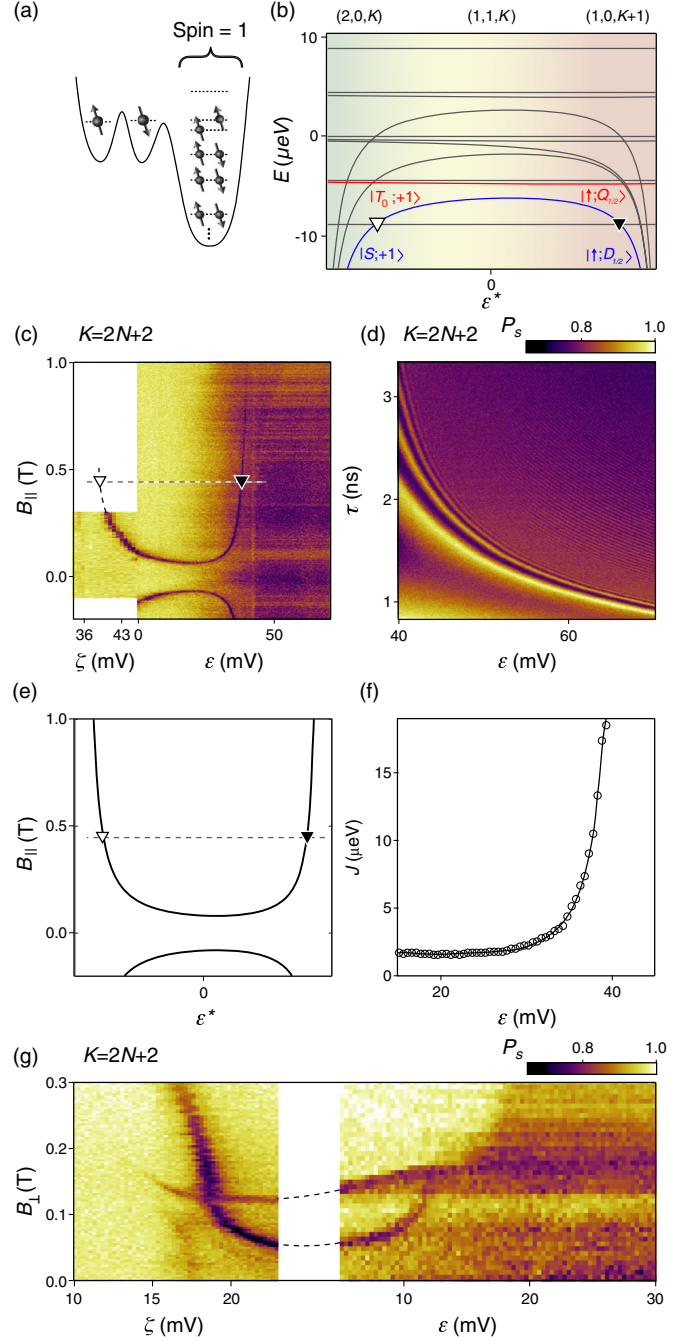 (a)
Spin = 1
(b)
(2,0,K) (1,1,K) (1,0,K+1)
10
0
-10
E (μeV)
|T0;+1⟩ |↑;Q1/2⟩
|S;+1⟩ |↑;D1/2⟩
0
ε*
(c) K=2N+2
1.0
0.5
0.0
B|| (T)
36 43 0 50
ζ (mV) ε (mV)
(d) K=2N+2 Ps 0.8 1.0
3
2
1
τ (ns)
40 60
ε (mV)
(e)
1.0
0.5
0.0
B|| (T)
0
ε*
(f)
15
10
5
0
J (μeV)
20 40
ε (mV)
(g) K=2N+2 Ps 0.8 1.0
0.3
0.2
0.1
0.0
B⊥ (T)
10 15 20 10 20 30
ζ (mV) ε (mV)